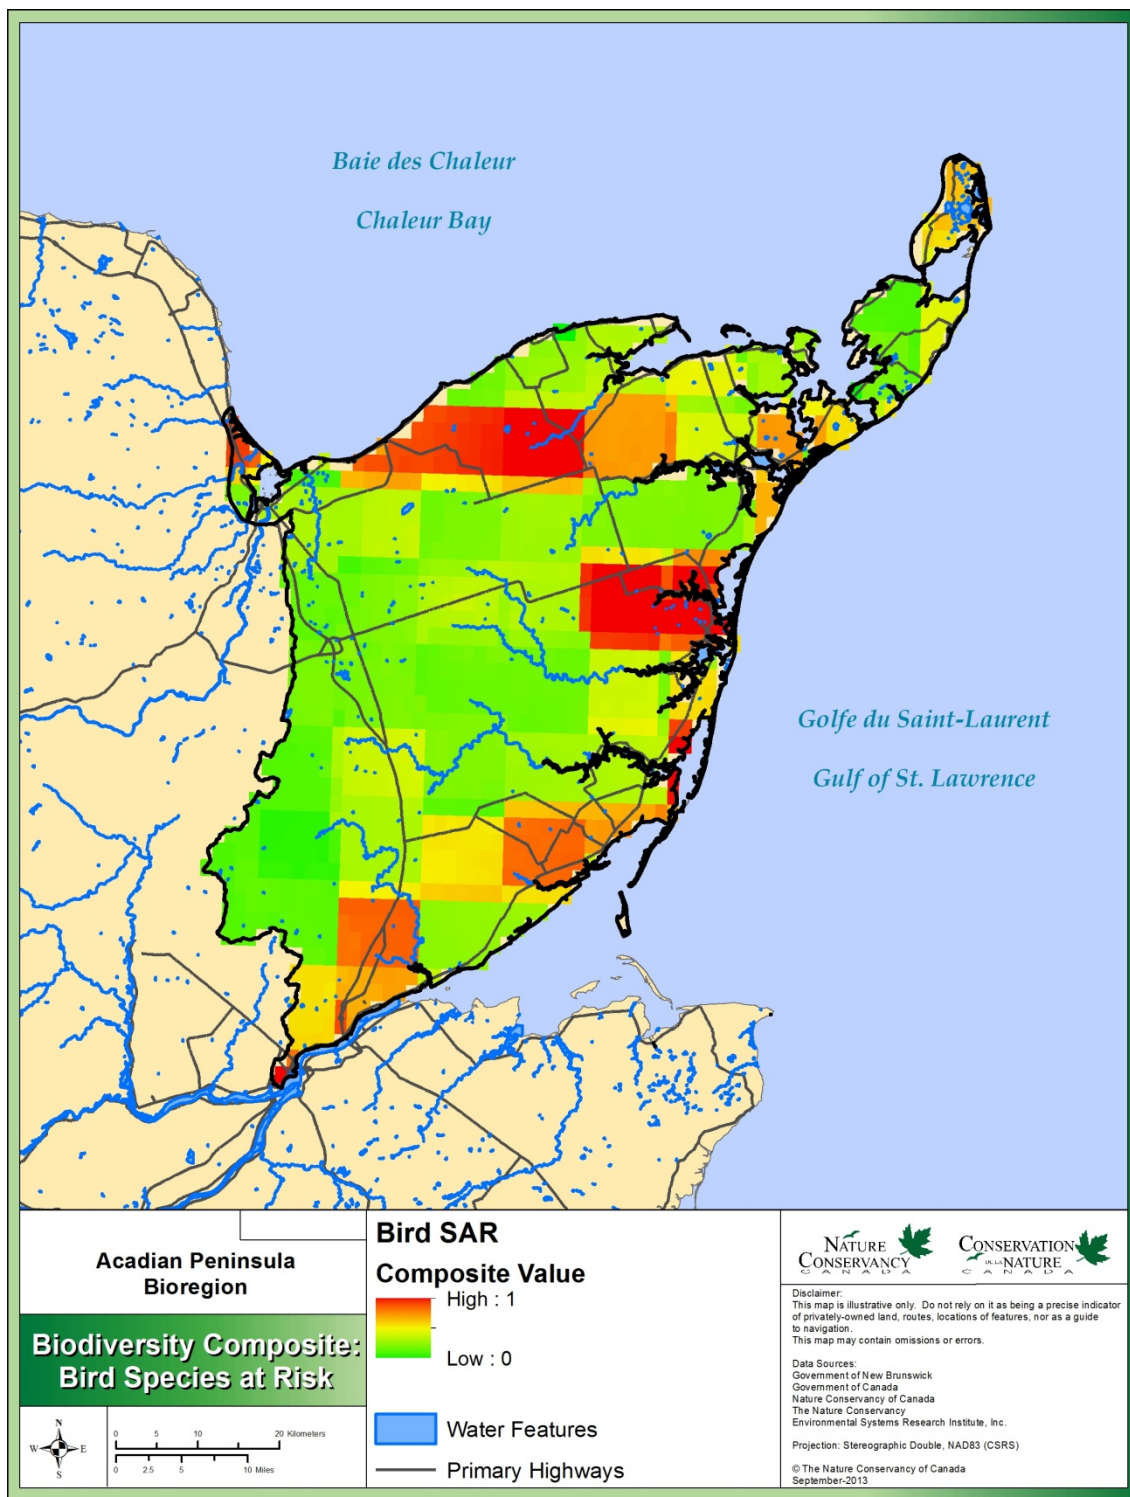 Baie des Chaleur
Chaleur Bay
Golfe du Saint-Laurent
Gulf of St. Lawrence
Acadian Peninsula
Bioregion
Biodiversity Composite:
Bird Species at Risk
N
W
E
S
0 5 10 20 Kilometers
0 2.5 5 10 Miles
Bird SAR
Composite Value
High : 1
Low : 0
Water Features
Primary Highways
NATURE
CONSERVANCY
CANADA
CONSERVATION
DE LA NATURE
CANADA
Disclaimer:
This map is illustrative only. Do not rely on it as being a precise indicator
of privately-owned land, routes, locations of features, nor as a guide
to navigation.
This map may contain omissions or errors.
Data Sources:
Government of New Brunswick
Government of Canada
Nature Conservancy of Canada
The Nature Conservancy
Environmental Systems Research Institute, Inc.
Projection: Stereographic Double, NAD83 (CSRS)
© The Nature Conservancy of Canada
September-2013